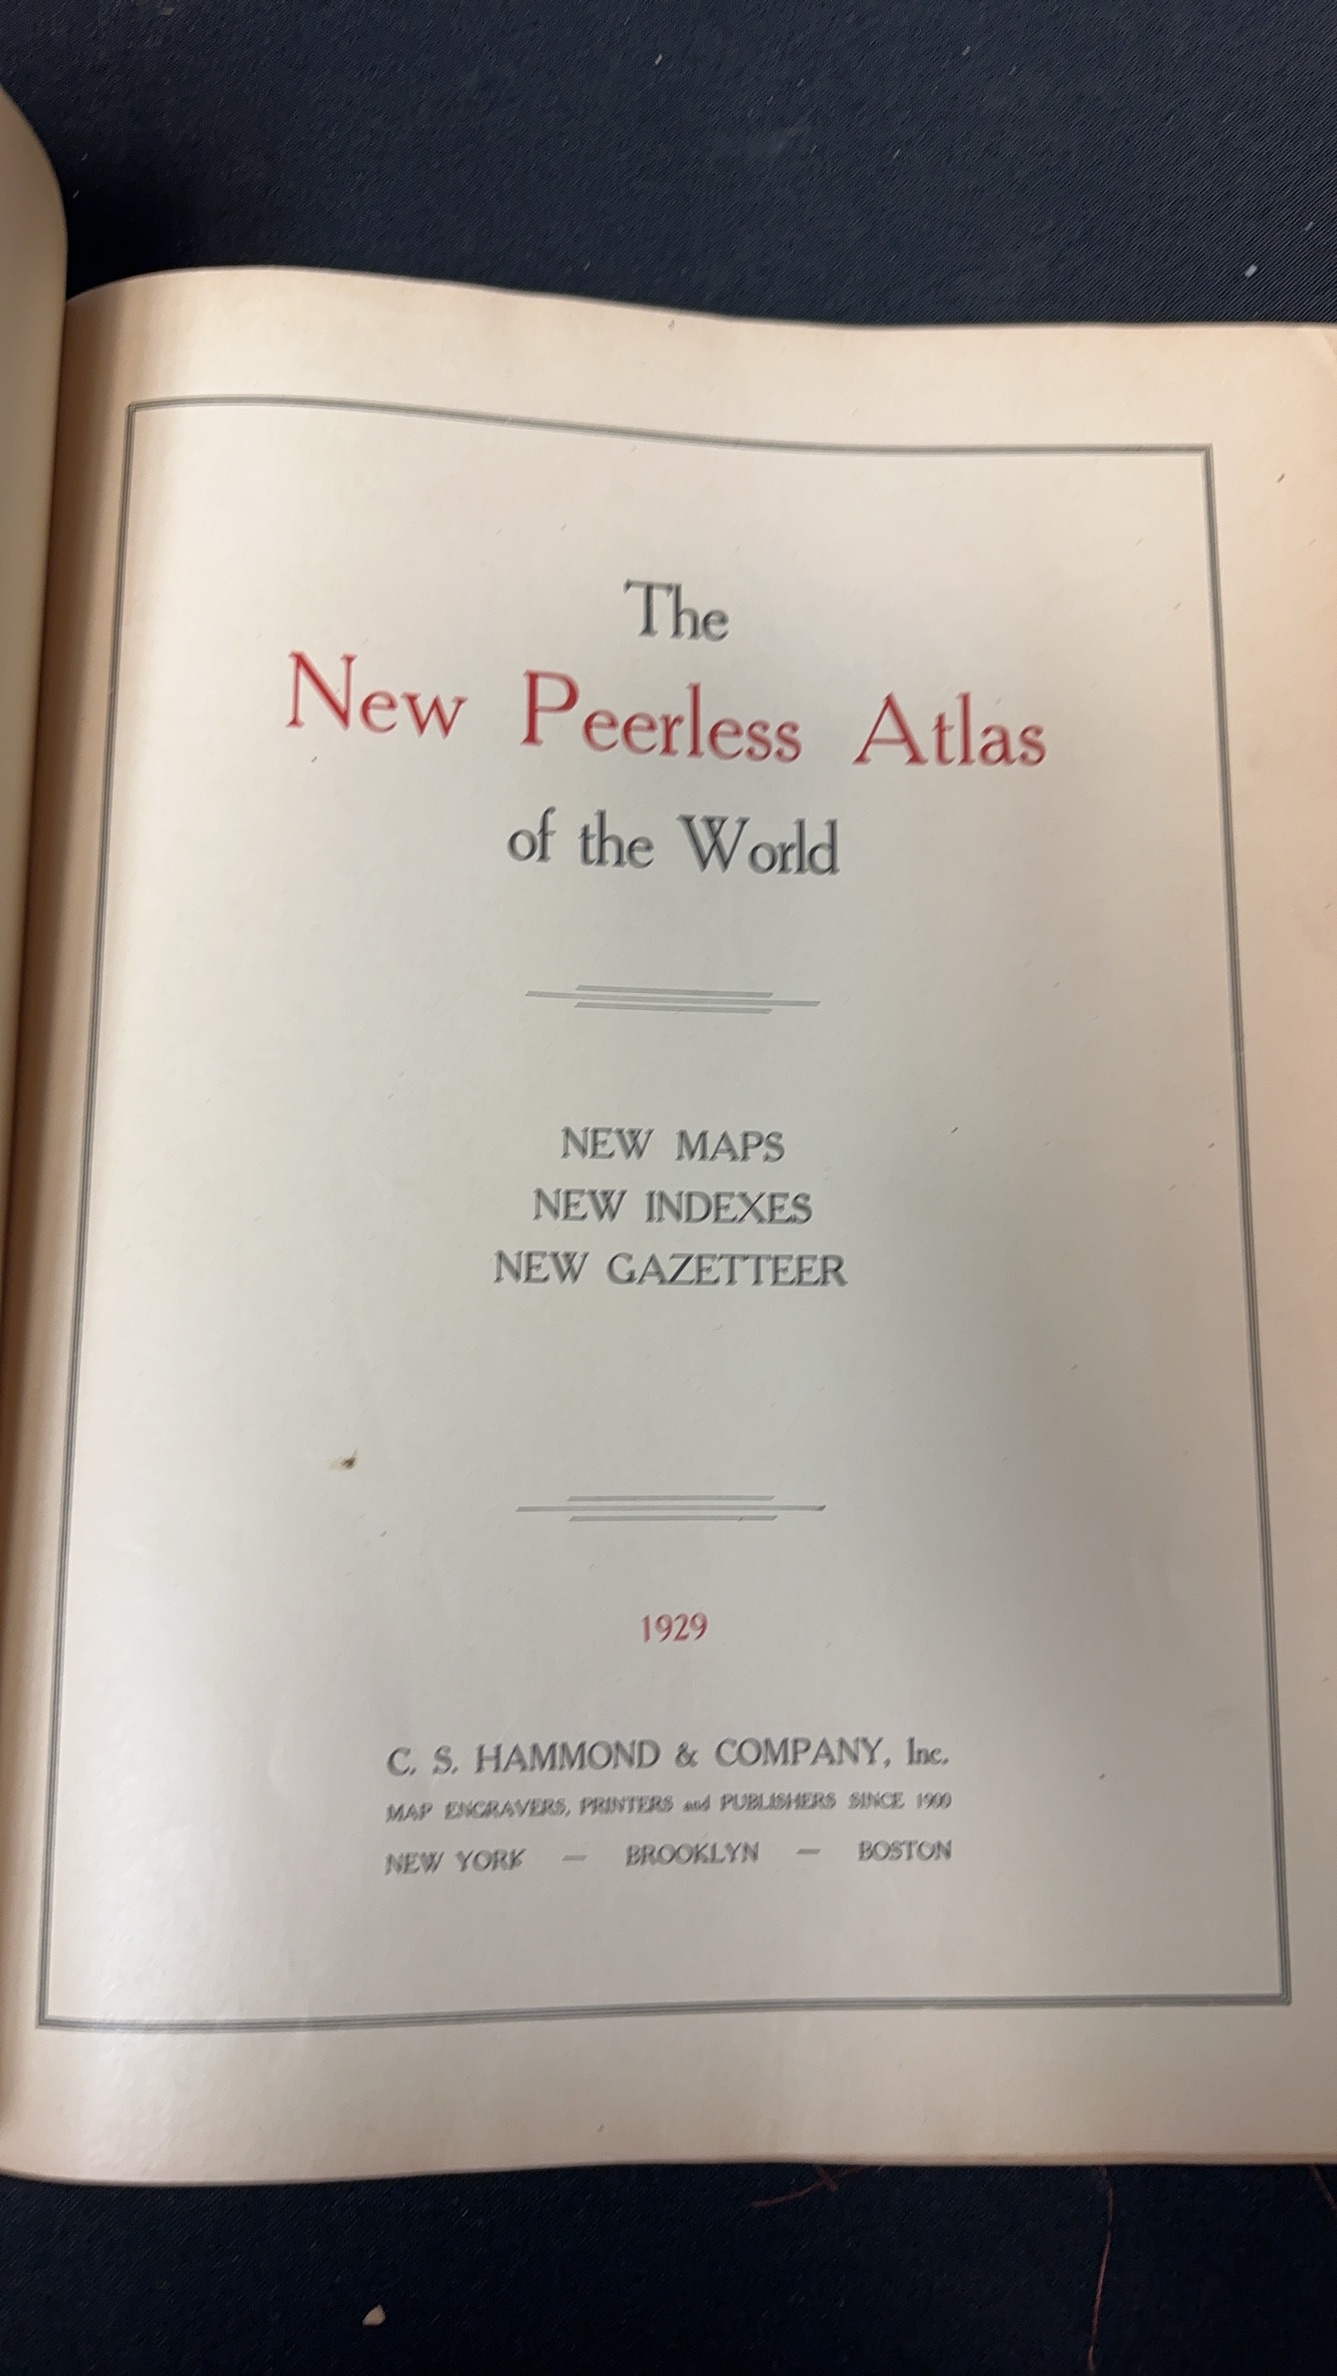 The
New Peerless Atlas
of the World
NEW MAPS
NEW INDEXES
NEW GAZETTEER
1929
C. S. HAMMOND & COMPANY, Inc.
MAP ENGRAVERS, PRINTERS and PUBLISHERS SINCE 1900
NEW YORK — BROOKLYN — BOSTON